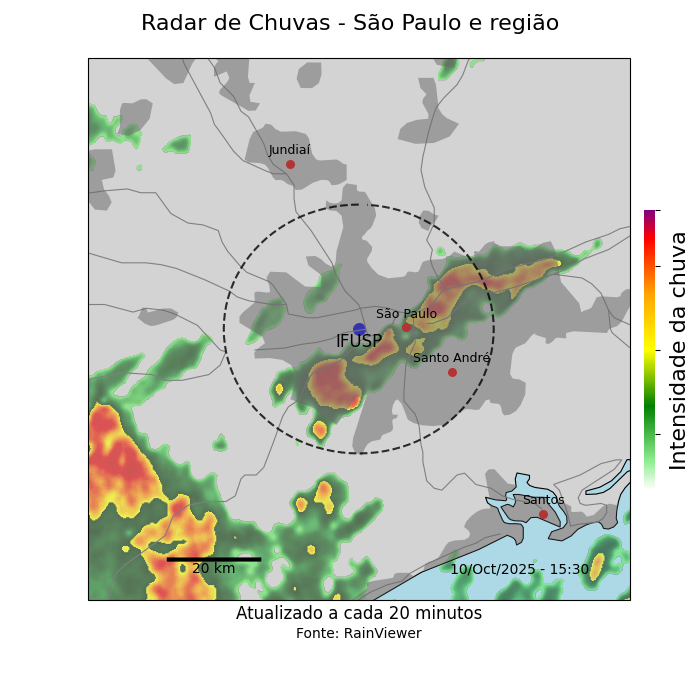 Radar de Chuvas - São Paulo e região
Jundiaí
São Paulo
IFUSP
Santo André
Intensidade da chuva
Santos
20 km
10/Oct/2025 - 15:30
Atualizado a cada 20 minutos
Fonte: RainViewer